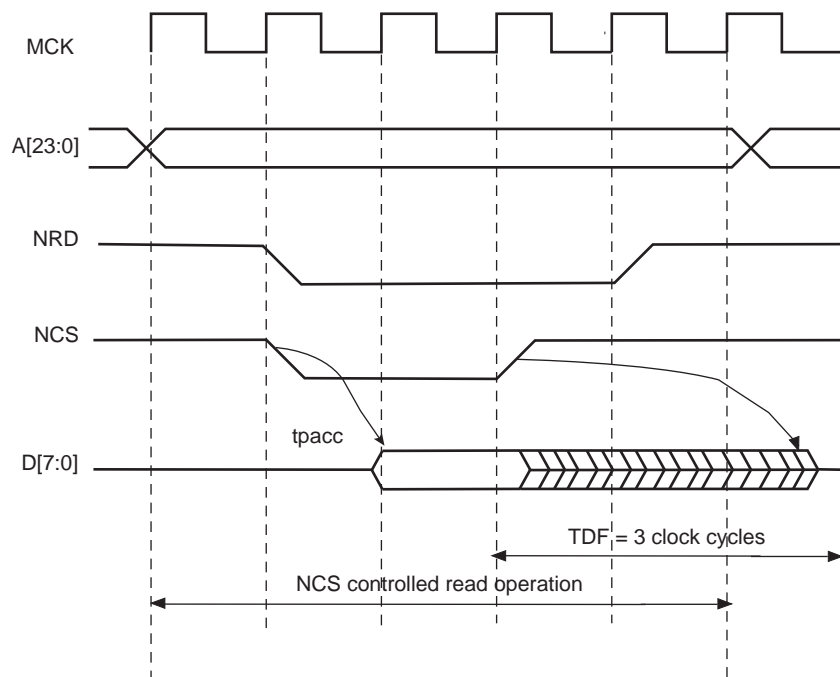 MCK
A[23:0]
NRD
NCS
tpacc
D[7:0]
TDF = 3 clock cycles
NCS controlled read operation